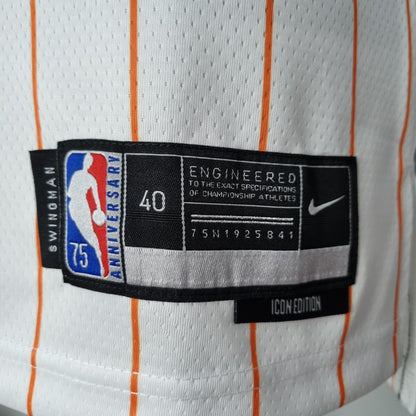 SWINGMAN
75
ANNIVERSARY
40
ENGINEERED
TO THE EXACT SPECIFICATIONS
OF CHAMPIONSHIP ATHLETES
75N1925841
ICON EDITION